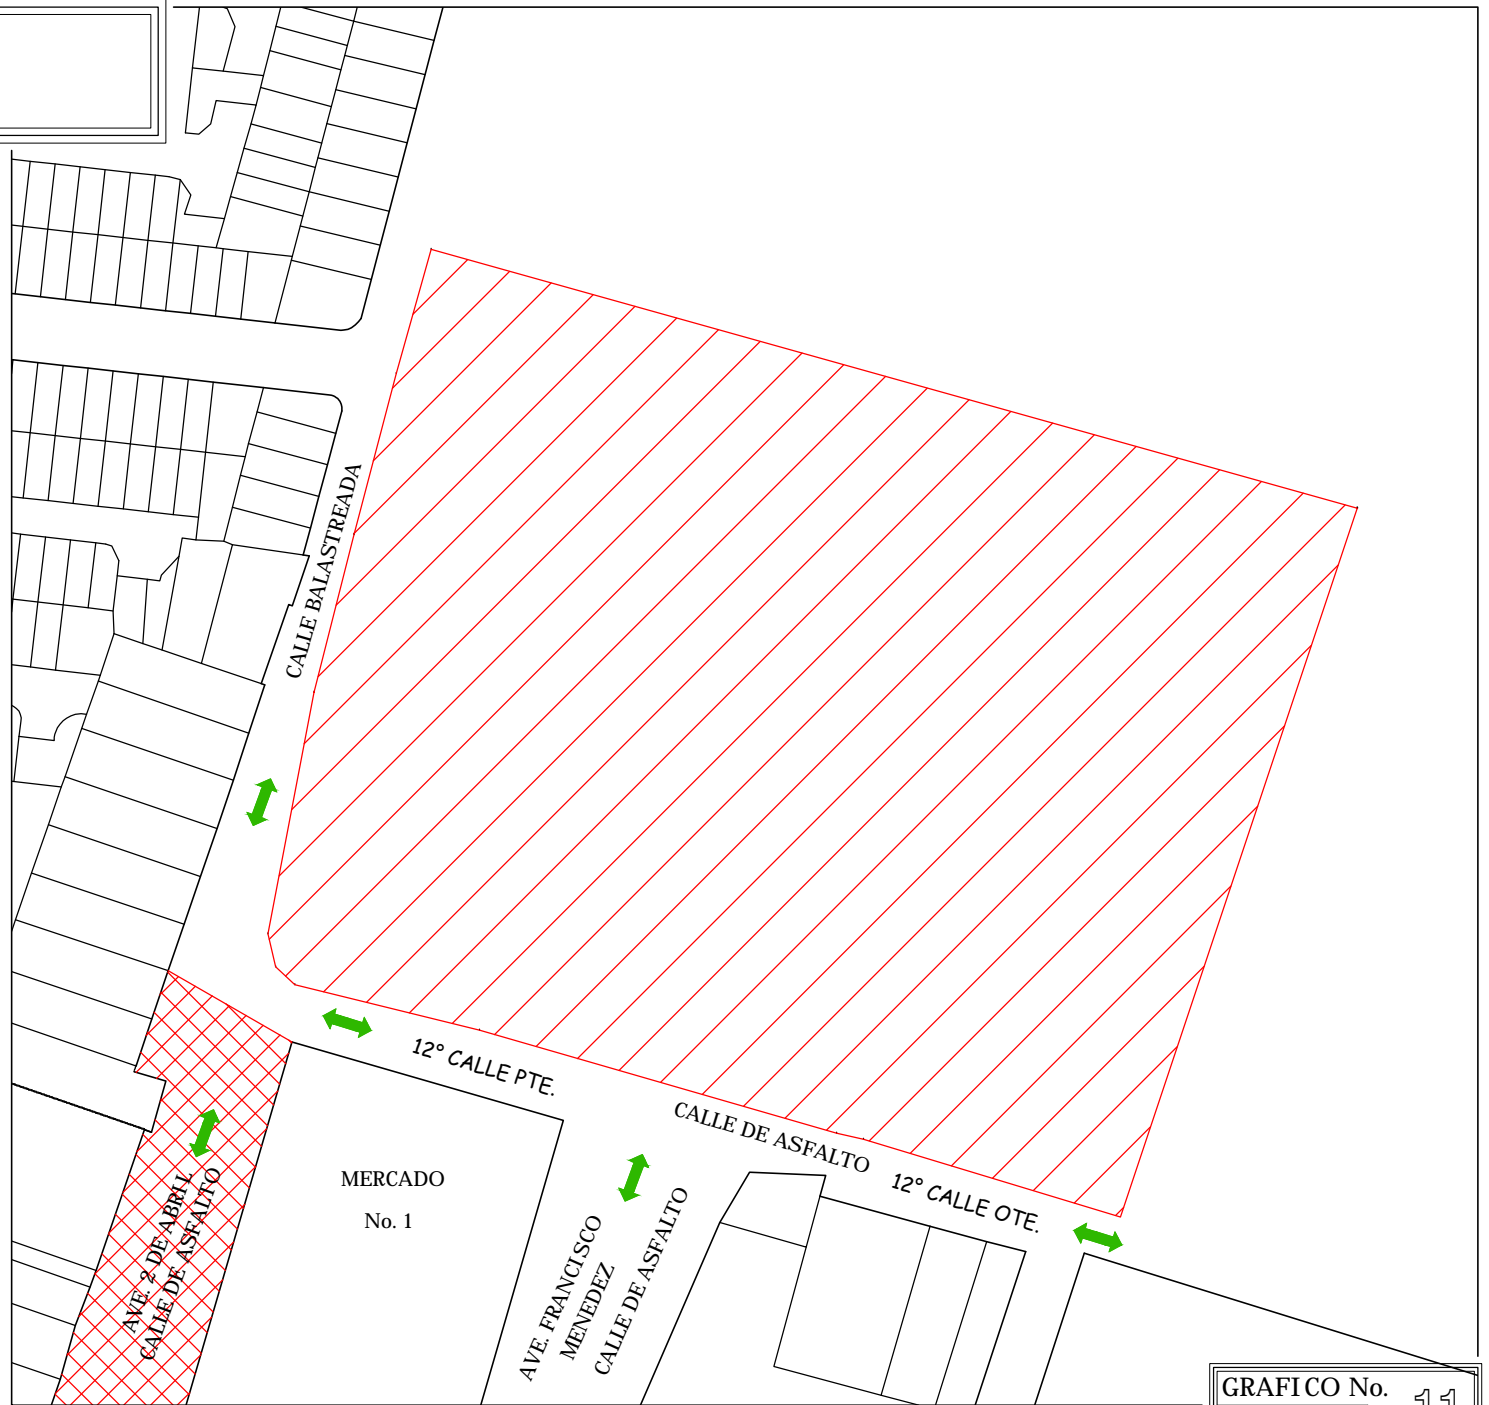 CALLE BALASTREADA
12° CALLE PTE.
CALLE DE ASFALTO
12° CALLE OTE.
MERCADO
No. 1
AVE. 2 DE ABRIL
CALLE DE ASFALTO
AVE. FRANCISCO
MENEDEZ
CALLE DE ASFALTO
GRAFICO No.
11